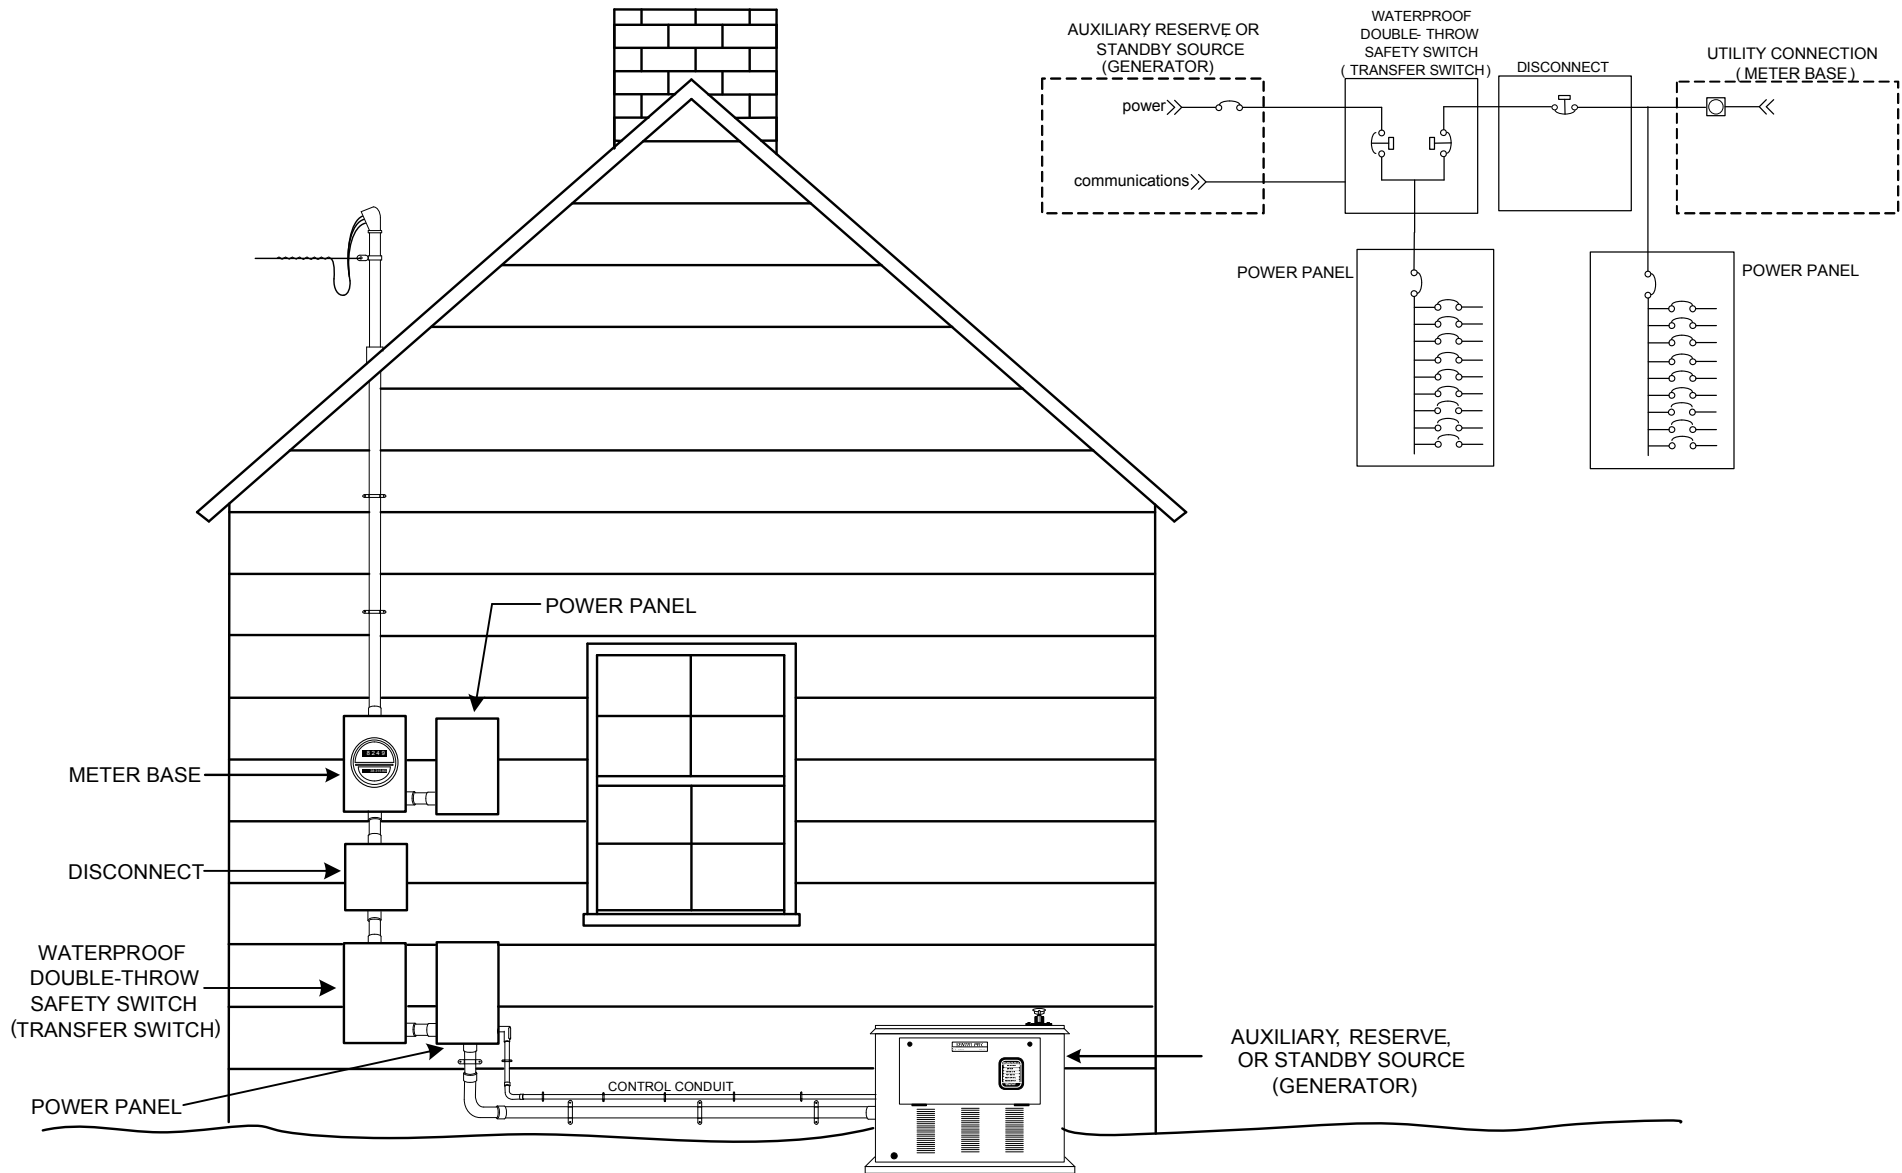 AUXILIARY RESERVE OR
STANDBY SOURCE
(GENERATOR)
WATERPROOF
DOUBLE- THROW
SAFETY SWITCH
( TRANSFER SWITCH )
DISCONNECT
UTILITY CONNECTION
( METER BASE )
power
communications
POWER PANEL
POWER PANEL
POWER PANEL
METER BASE
DISCONNECT
WATERPROOF
DOUBLE-THROW
SAFETY SWITCH
(TRANSFER SWITCH)
POWER PANEL
CONTROL CONDUIT
AUXILIARY, RESERVE,
OR STANDBY SOURCE
(GENERATOR)